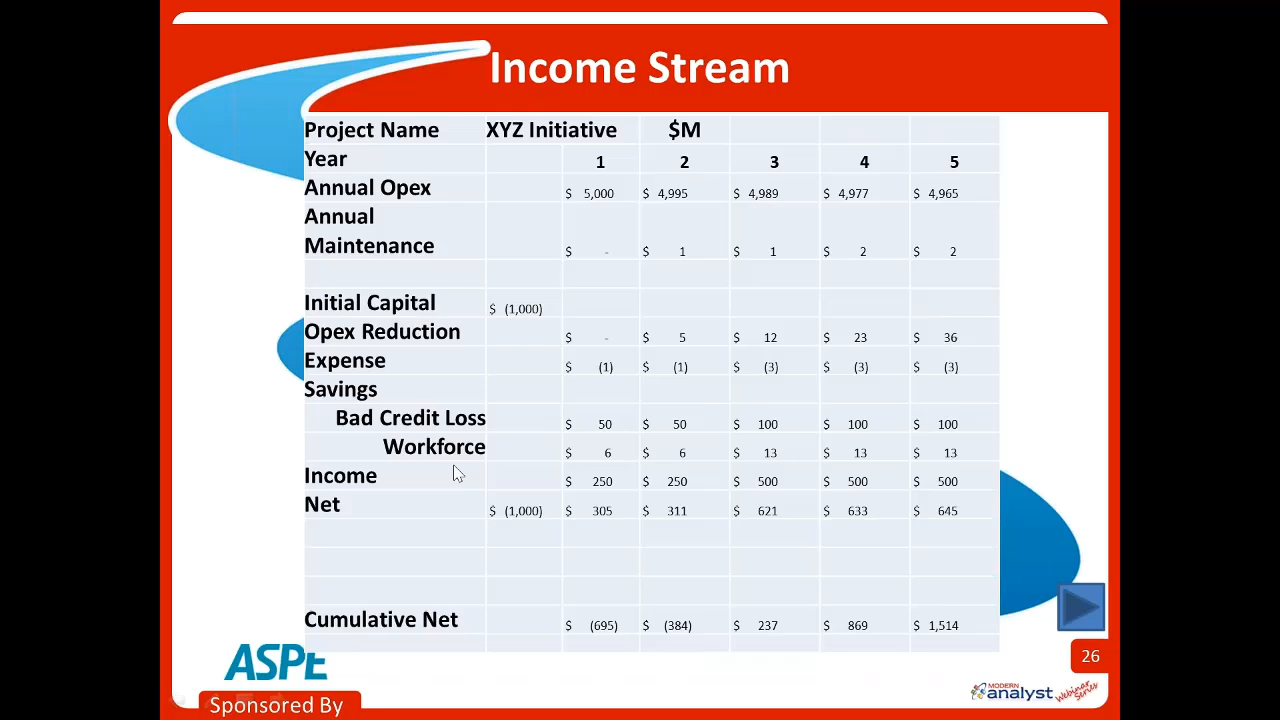 Income Stream
Project Name XYZ Initiative $M
Year 1 2 3 4 5
Annual Opex $ 5,000 $ 4,995 $ 4,989 $ 4,977 $ 4,965
Annual
Maintenance $ - $ 1 $ 1 $ 2 $ 2
Initial Capital $ (1,000)
Opex Reduction $ - $ 5 $ 12 $ 23 $ 36
Expense $ (1) $ (1) $ (3) $ (3) $ (3)
Savings
Bad Credit Loss $ 50 $ 50 $ 100 $ 100 $ 100
Workforce $ 6 $ 6 $ 13 $ 13 $ 13
Income $ 250 $ 250 $ 500 $ 500 $ 500
Net $ (1,000) $ 305 $ 311 $ 621 $ 633 $ 645
Cumulative Net $ (695) $ (384) $ 237 $ 869 $ 1,514
ASPE
26
Sponsored By
MODERN
analyst Webinar
Series